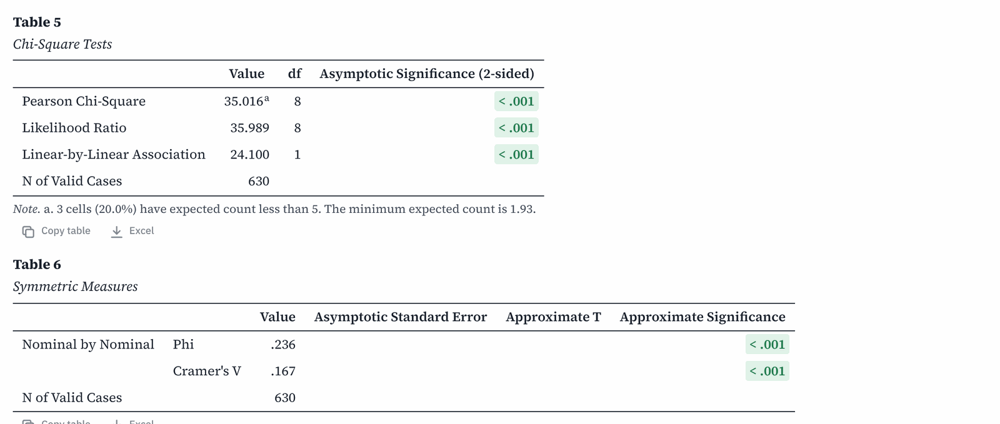 Table 5
Chi-Square Tests
Value df Asymptotic Significance (2-sided)
Pearson Chi-Square 35.016ᵃ 8 < .001
Likelihood Ratio 35.989 8 < .001
Linear-by-Linear Association 24.100 1 < .001
N of Valid Cases 630
Note. a. 3 cells (20.0%) have expected count less than 5. The minimum expected count is 1.93.
Copy table Excel
Table 6
Symmetric Measures
Value Asymptotic Standard Error Approximate T Approximate Significance
Nominal by Nominal Phi .236 < .001
Cramer's V .167 < .001
N of Valid Cases 630
Copy table Excel